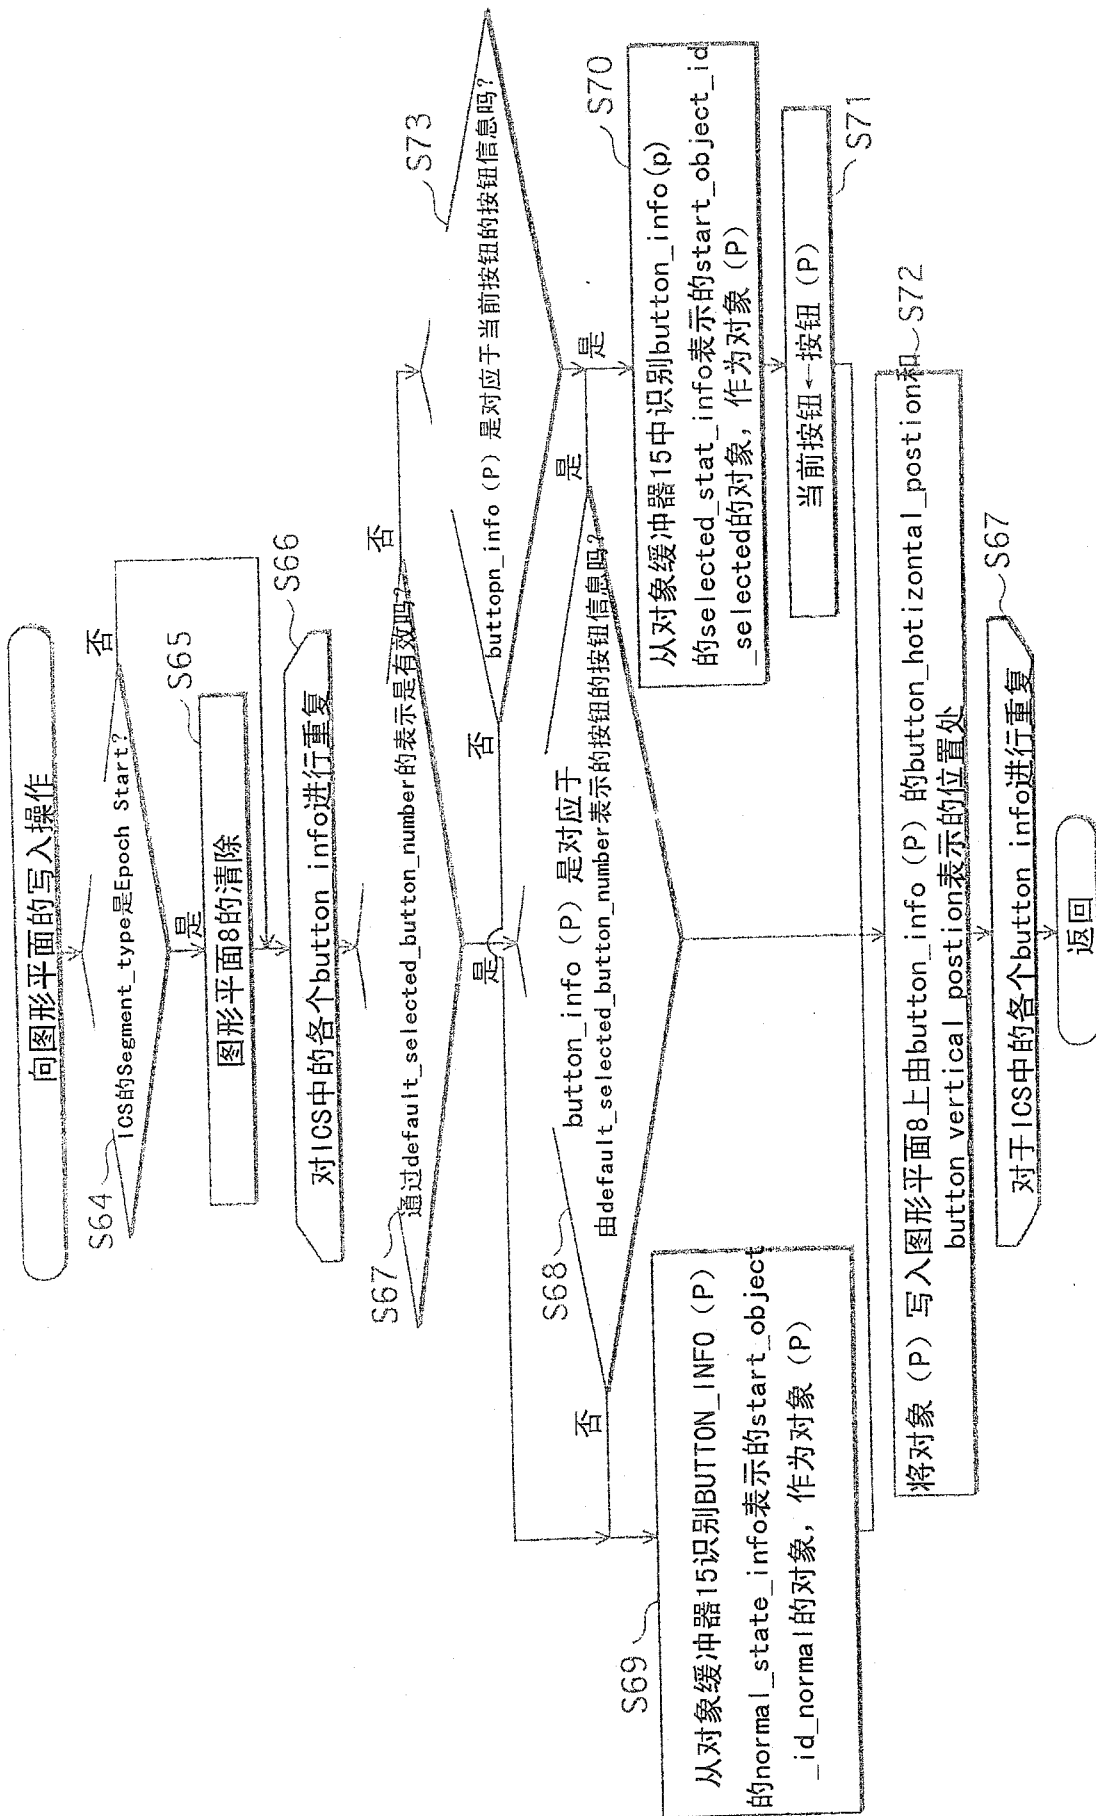 向图形平面的写入操作
S64
ICS的Segment_type是Epoch Start?
否
是
S65
图形平面8的清除
S66
对ICS中的各个button info进行重复
S67
通过default_selected_button_number的表示是有效吗?
否
是
S73
buttopn_info (P) 是对应于当前按钮的按钮信息吗?
否
是
S68
button_info (P) 是对应于
由default_selected_button_number表示的按钮的按钮信息吗?
否
是
S69
从对象缓冲器15识别BUTTON_INFO (P)
的normal_state_info表示的start_object
_id_normal的对象，作为对象 (P)
S70
从对象缓冲器15中识别button_info(p)
的selected_stat_info表示的start_object_id
_selected的对象，作为对象 (P)
S71
当前按钮←按钮 (P)
S72
将对象 (P) 写入图形平面8上由button_info (P) 的button_hotizontal_postion和
button_vertical_postion表示的位置处
S67
对于ICS中的各个button info进行重复
返回